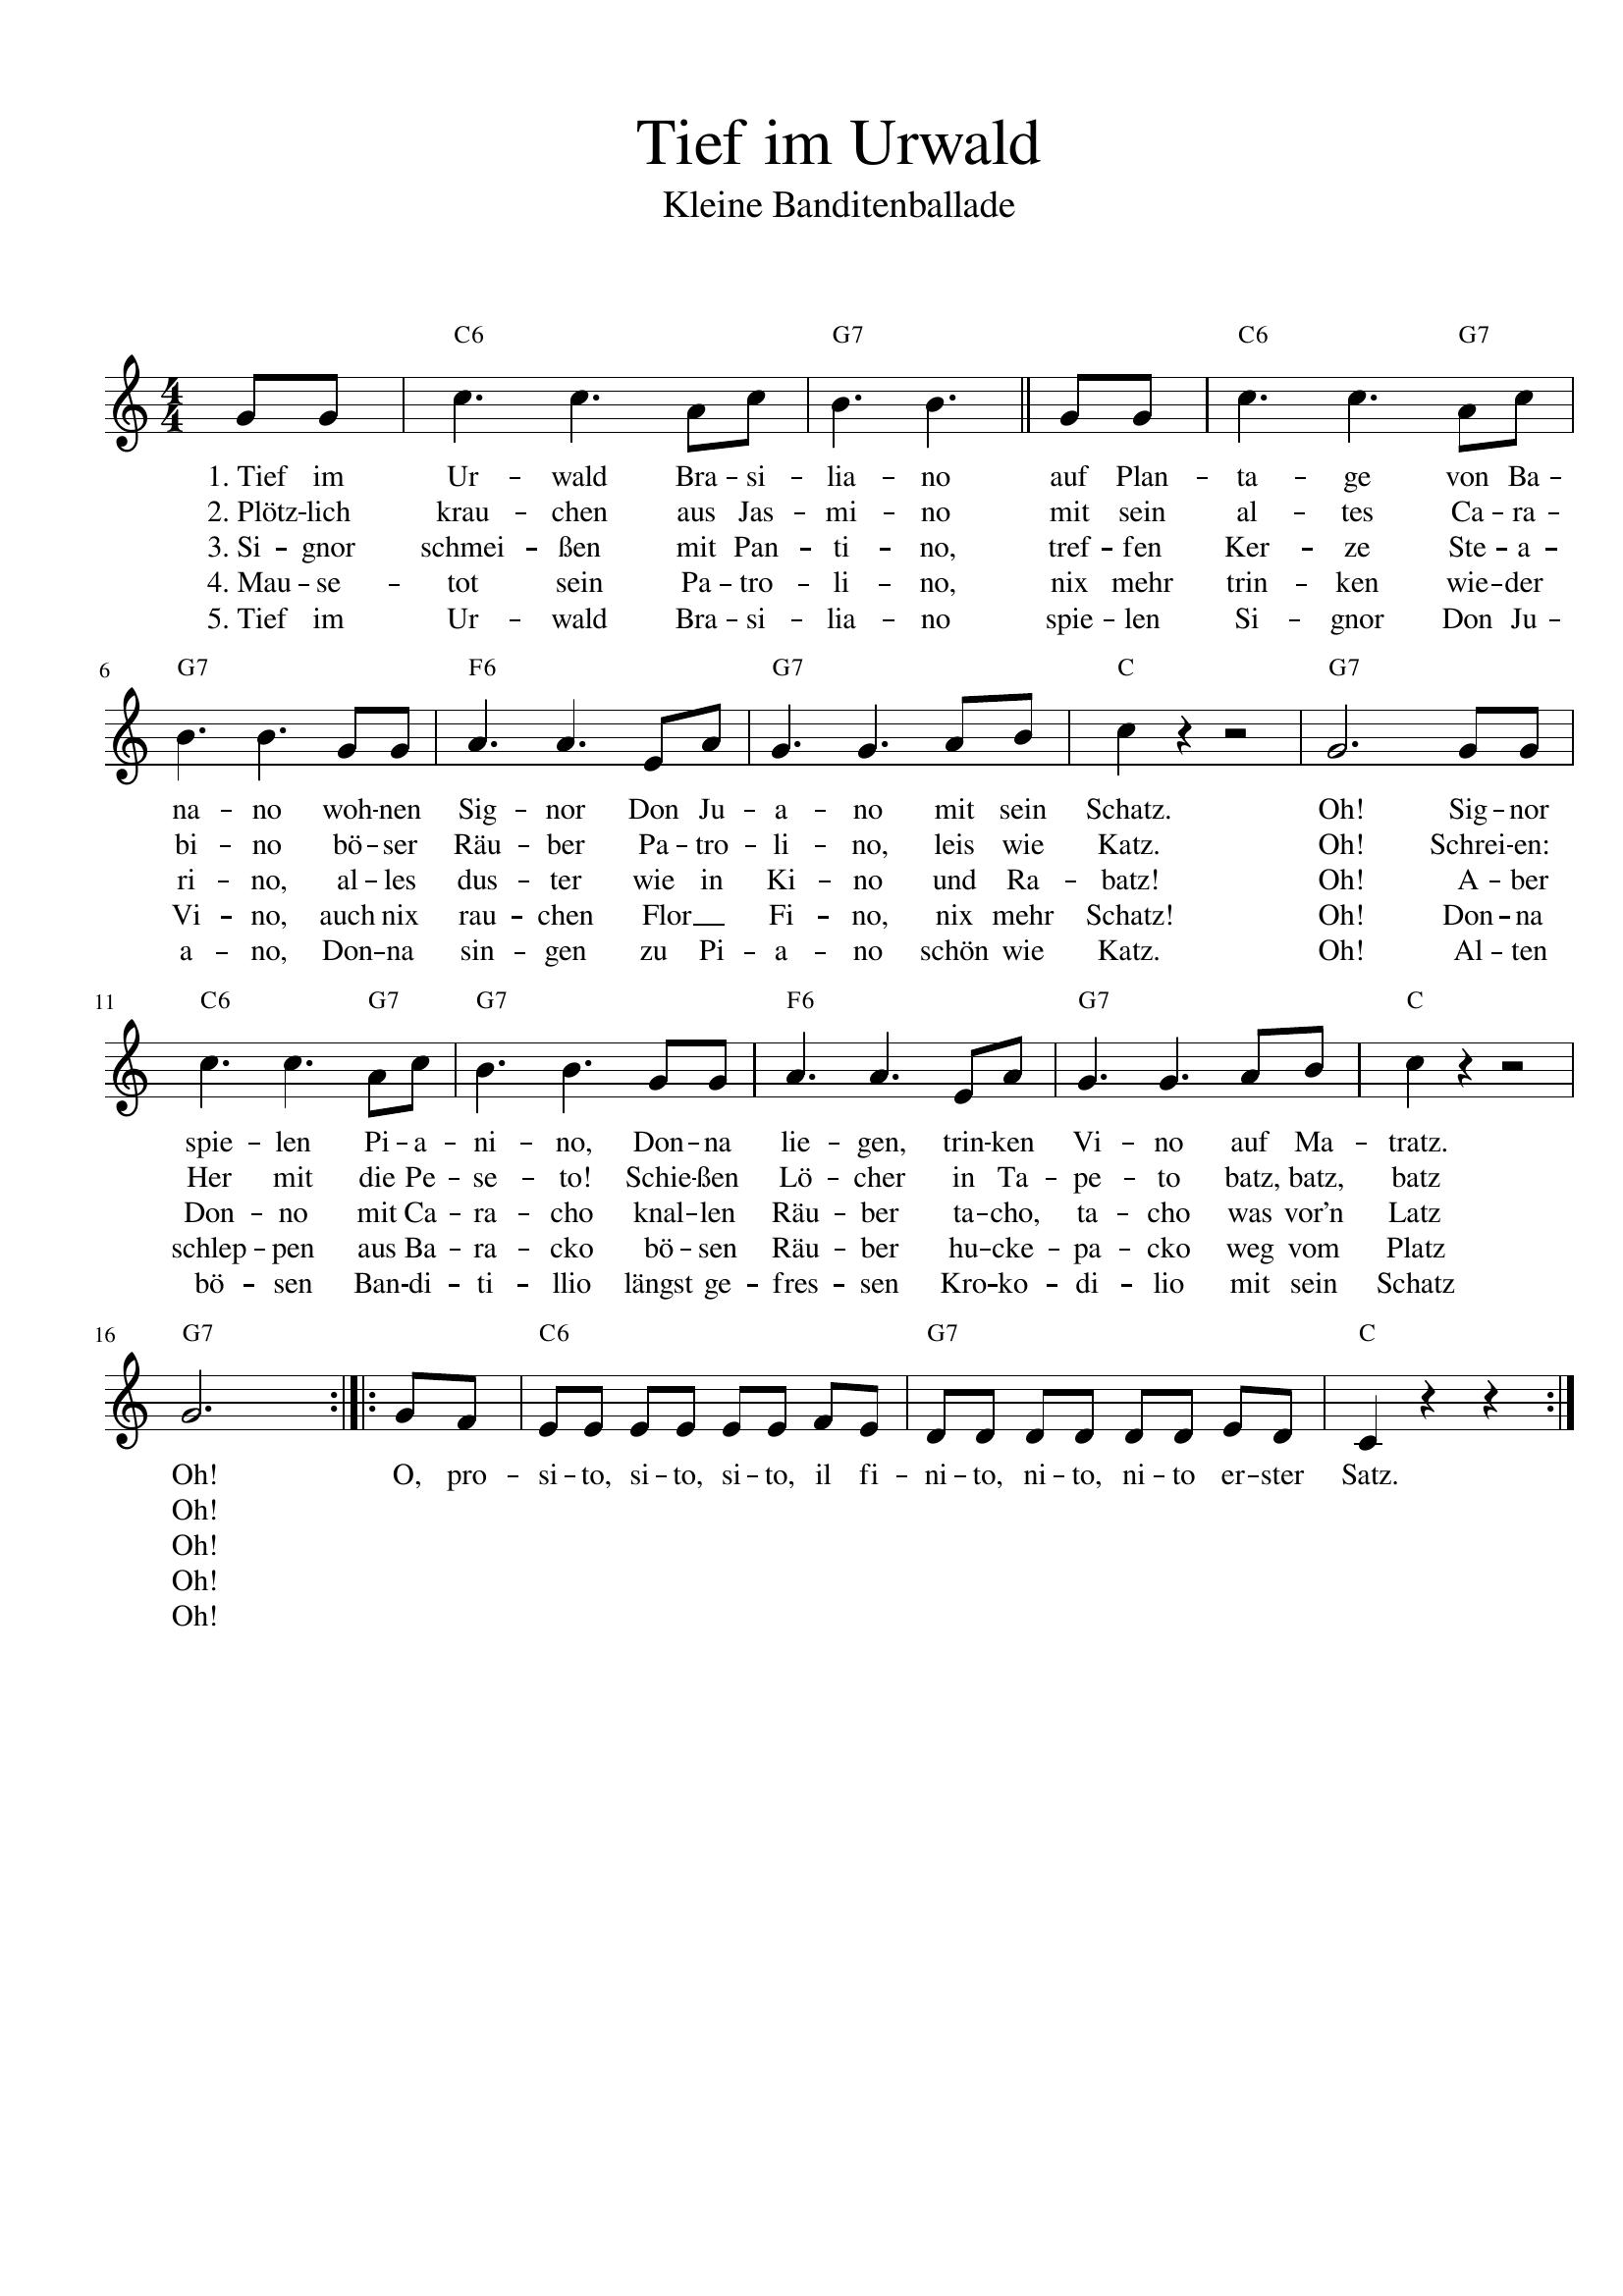 Tief im Urwald
Kleine Banditenballade
C6 G7 C6 G7
4
4
1. Tief im Ur - wald Bra - si - lia - no auf Plan - ta - ge von Ba -
2. Plötz - lich krau - chen aus Jas - mi - no mit sein al - tes Ca - ra -
3. Si - gnor schmei - ßen mit Pan - ti - no, tref - fen Ker - ze Ste - a -
4. Mau - se - tot sein Pa - tro - li - no, nix mehr trin - ken wie - der
5. Tief im Ur - wald Bra - si - lia - no spie - len Si - gnor Don Ju -
6 G7 F6 G7 C G7
na - no woh - nen Sig - nor Don Ju - a - no mit sein Schatz. Oh! Sig - nor
bi - no bö - ser Räu - ber Pa - tro - li - no, leis wie Katz. Oh! Schrei - en:
ri - no, al - les dus - ter wie in Ki - no und Ra - batz! Oh! A - ber
Vi - no, auch nix rau - chen Flor __ Fi - no, nix mehr Schatz! Oh! Don - na
a - no, Don - na sin - gen zu Pi - a - no schön wie Katz. Oh! Al - ten
11 C6 G7 G7 F6 G7 C
spie - len Pi - a - ni - no, Don - na lie - gen, trin - ken Vi - no auf Ma - tratz.
Her mit die Pe - se - to! Schie - ßen Lö - cher in Ta - pe - to batz, batz, batz
Don - no mit Ca - ra - cho knal - len Räu - ber ta - cho, ta - cho was vor'n Latz
schlep - pen aus Ba - ra - cko bö - sen Räu - ber hu - cke - pa - cko weg vom Platz
bö - sen Ban - di - ti - llio längst ge - fres - sen Kro - ko - di - lio mit sein Schatz
16 G7 C6 G7 C
Oh! O, pro - si - to, si - to, si - to, il fi - ni - to, ni - to, ni - to er - ster Satz.
Oh!
Oh!
Oh!
Oh!